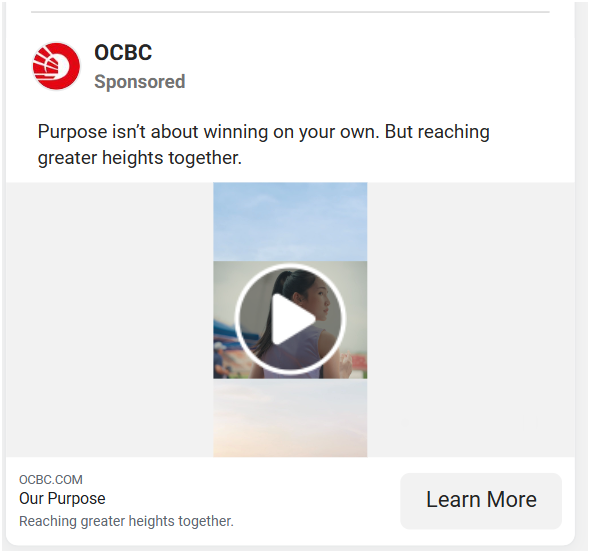 OCBC
Sponsored
Purpose isn’t about winning on your own. But reaching
greater heights together.
OCBC.COM
Our Purpose
Reaching greater heights together.
Learn More